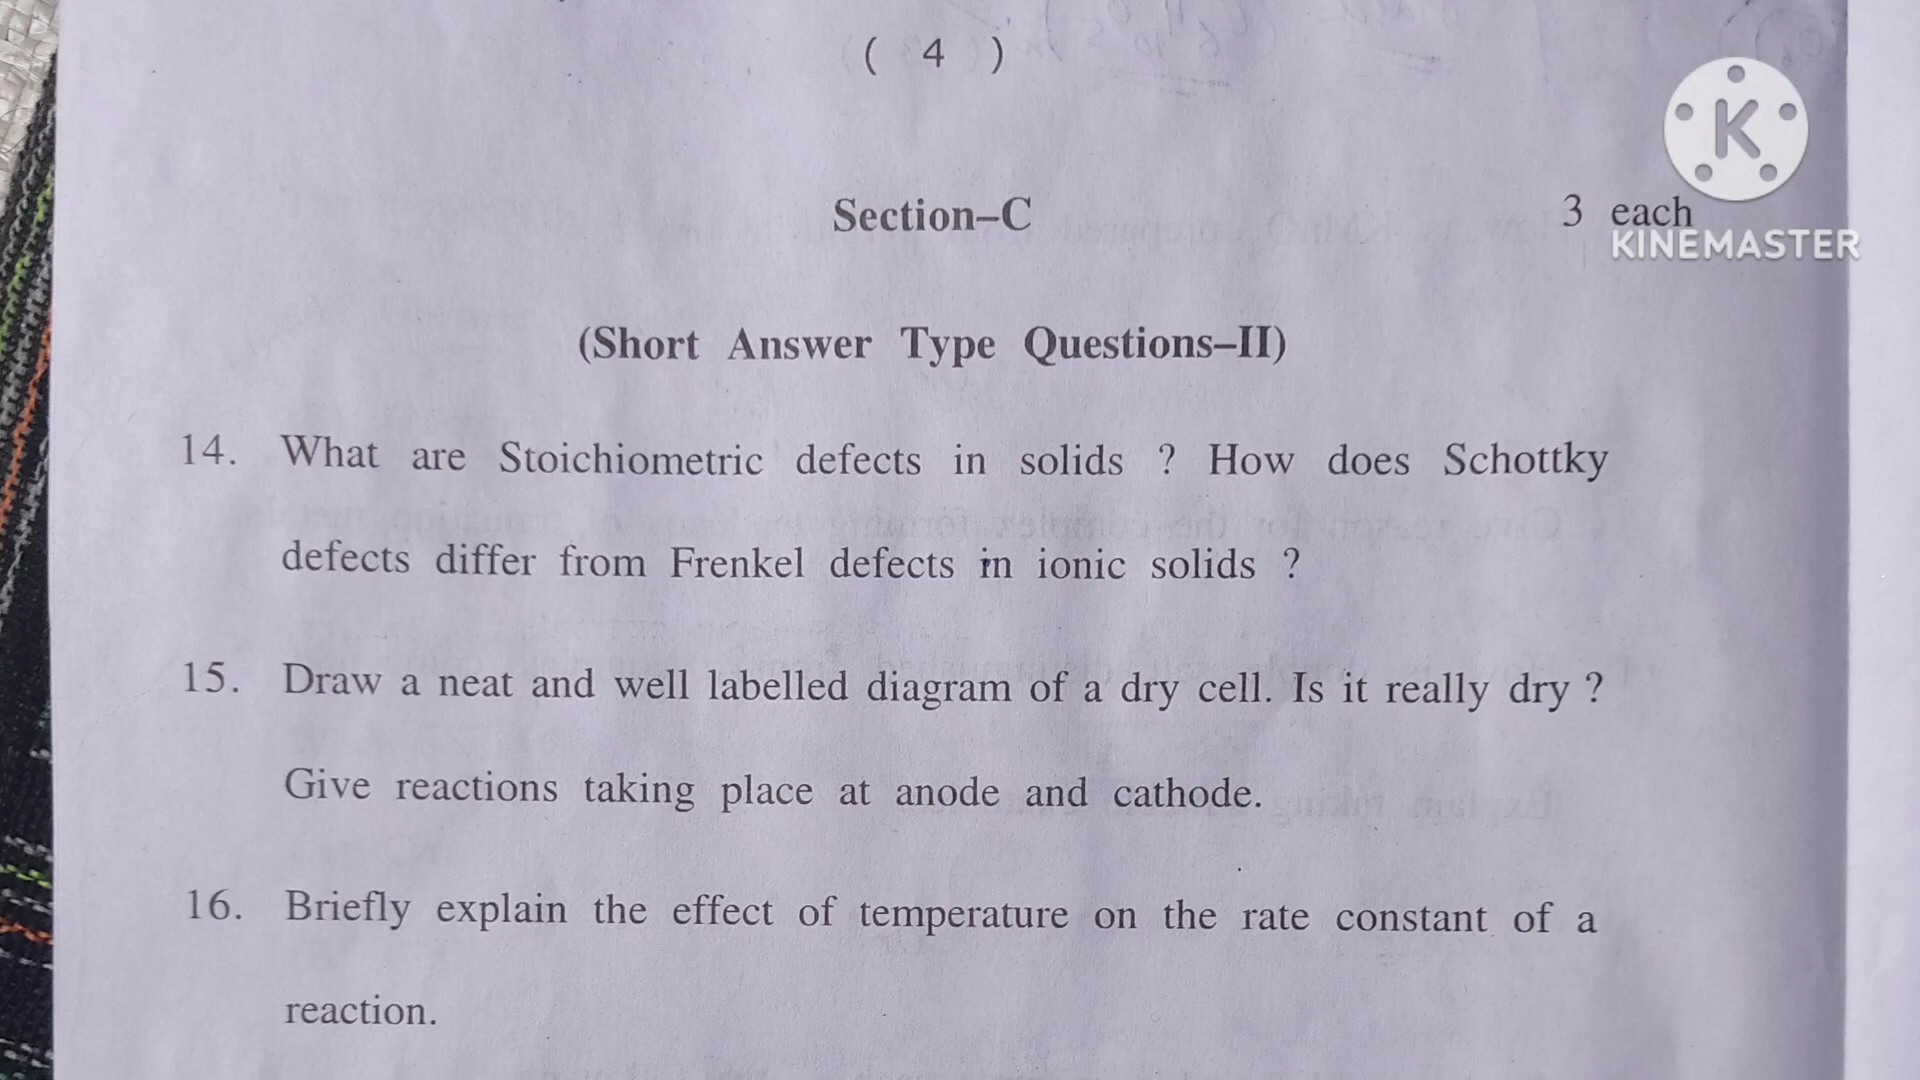 ( 4 )
Section–C
3 each
KINEMASTER
(Short Answer Type Questions–II)
14. What are Stoichiometric defects in solids ? How does Schottky
defects differ from Frenkel defects in ionic solids ?
15. Draw a neat and well labelled diagram of a dry cell. Is it really dry ?
Give reactions taking place at anode and cathode.
16. Briefly explain the effect of temperature on the rate constant of a
reaction.